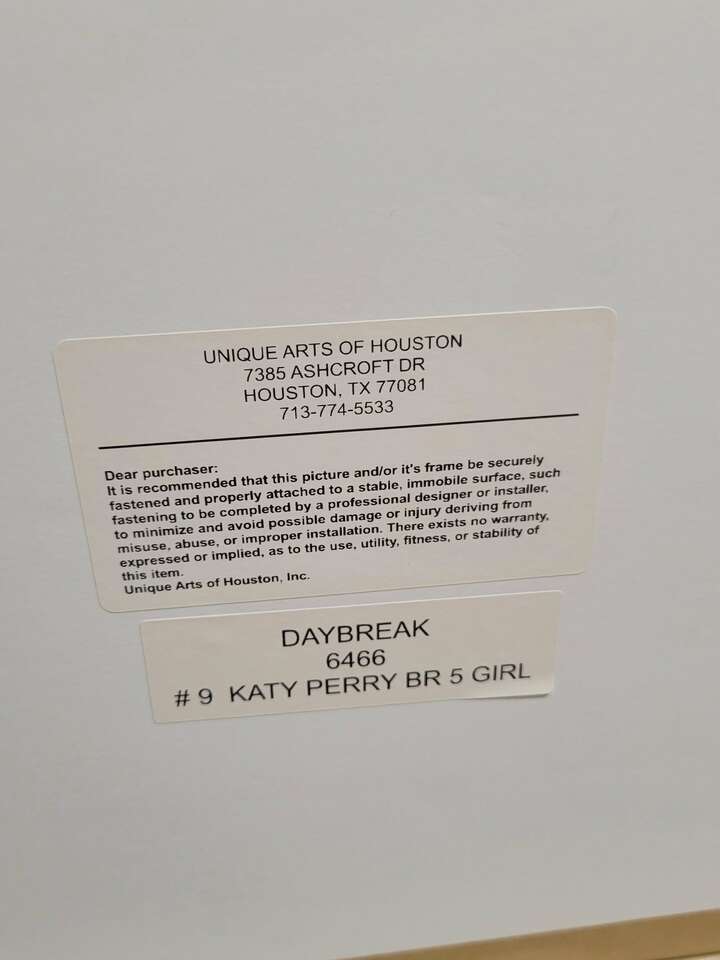 UNIQUE ARTS OF HOUSTON
7385 ASHCROFT DR
HOUSTON, TX 77081
713-774-5533
Dear purchaser:
It is recommended that this picture and/or it's frame be securely
fastened and properly attached to a stable, immobile surface, such
fastening to be completed by a professional designer or installer,
to minimize and avoid possible damage or injury deriving from
misuse, abuse, or improper installation. There exists no warranty,
expressed or implied, as to the use, utility, fitness, or stability of
this item.
Unique Arts of Houston, Inc.
DAYBREAK
6466
# 9 KATY PERRY BR 5 GIRL